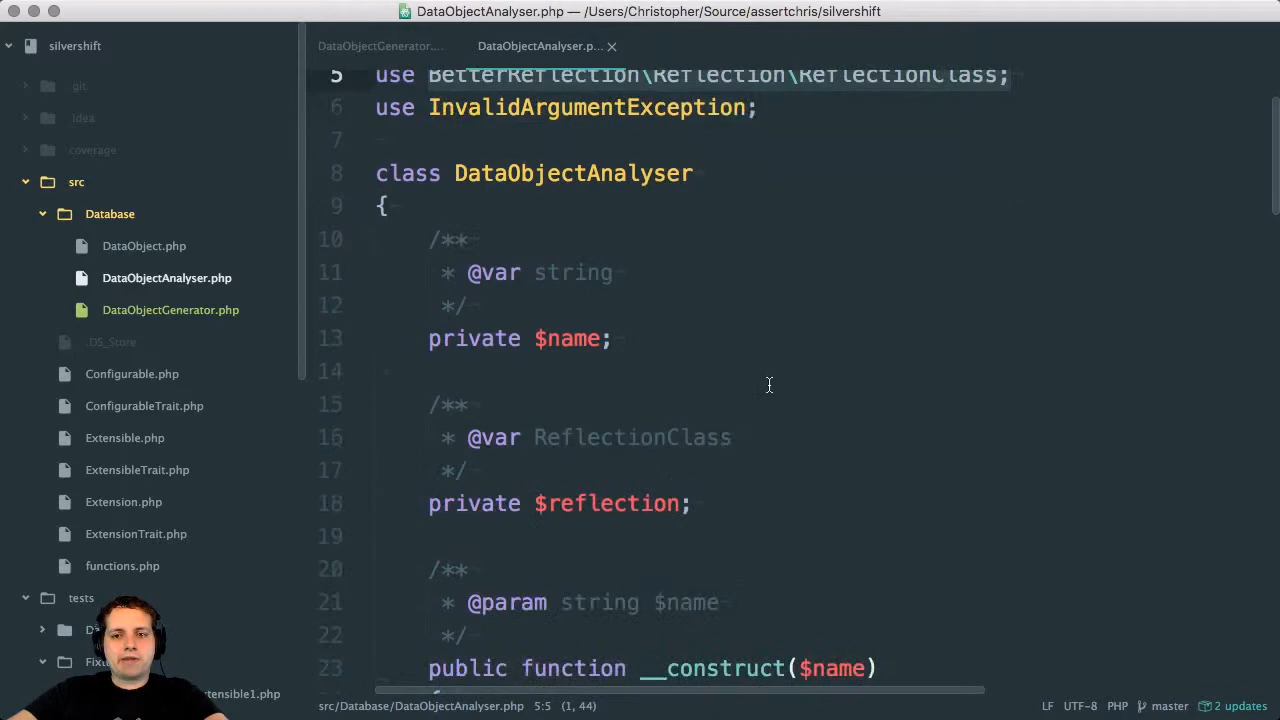 DataObjectAnalyser.php — /Users/Christopher/Source/assertchris/silvershift
silvershift
.git
.idea
coverage
src
Database
DataObject.php
DataObjectAnalyser.php
DataObjectGenerator.php
.DS_Store
Configurable.php
ConfigurableTrait.php
Extensible.php
ExtensibleTrait.php
Extension.php
ExtensionTrait.php
functions.php
tests
DataObjectGenerator....
DataObjectAnalyser.p...
5 use BetterReflection\Reflection\ReflectionClass;
6 use InvalidArgumentException;
7
8 class DataObjectAnalyser
9 {
10 /**
11 * @var string
12 */
13 private $name;
14
15 /**
16 * @var ReflectionClass
17 */
18 private $reflection;
19
20 /**
21 * @param string $name
22 */
23 public function __construct($name)
src/Database/DataObjectAnalyser.php 5:5 (1, 44)
LF UTF-8 PHP master 2 updates